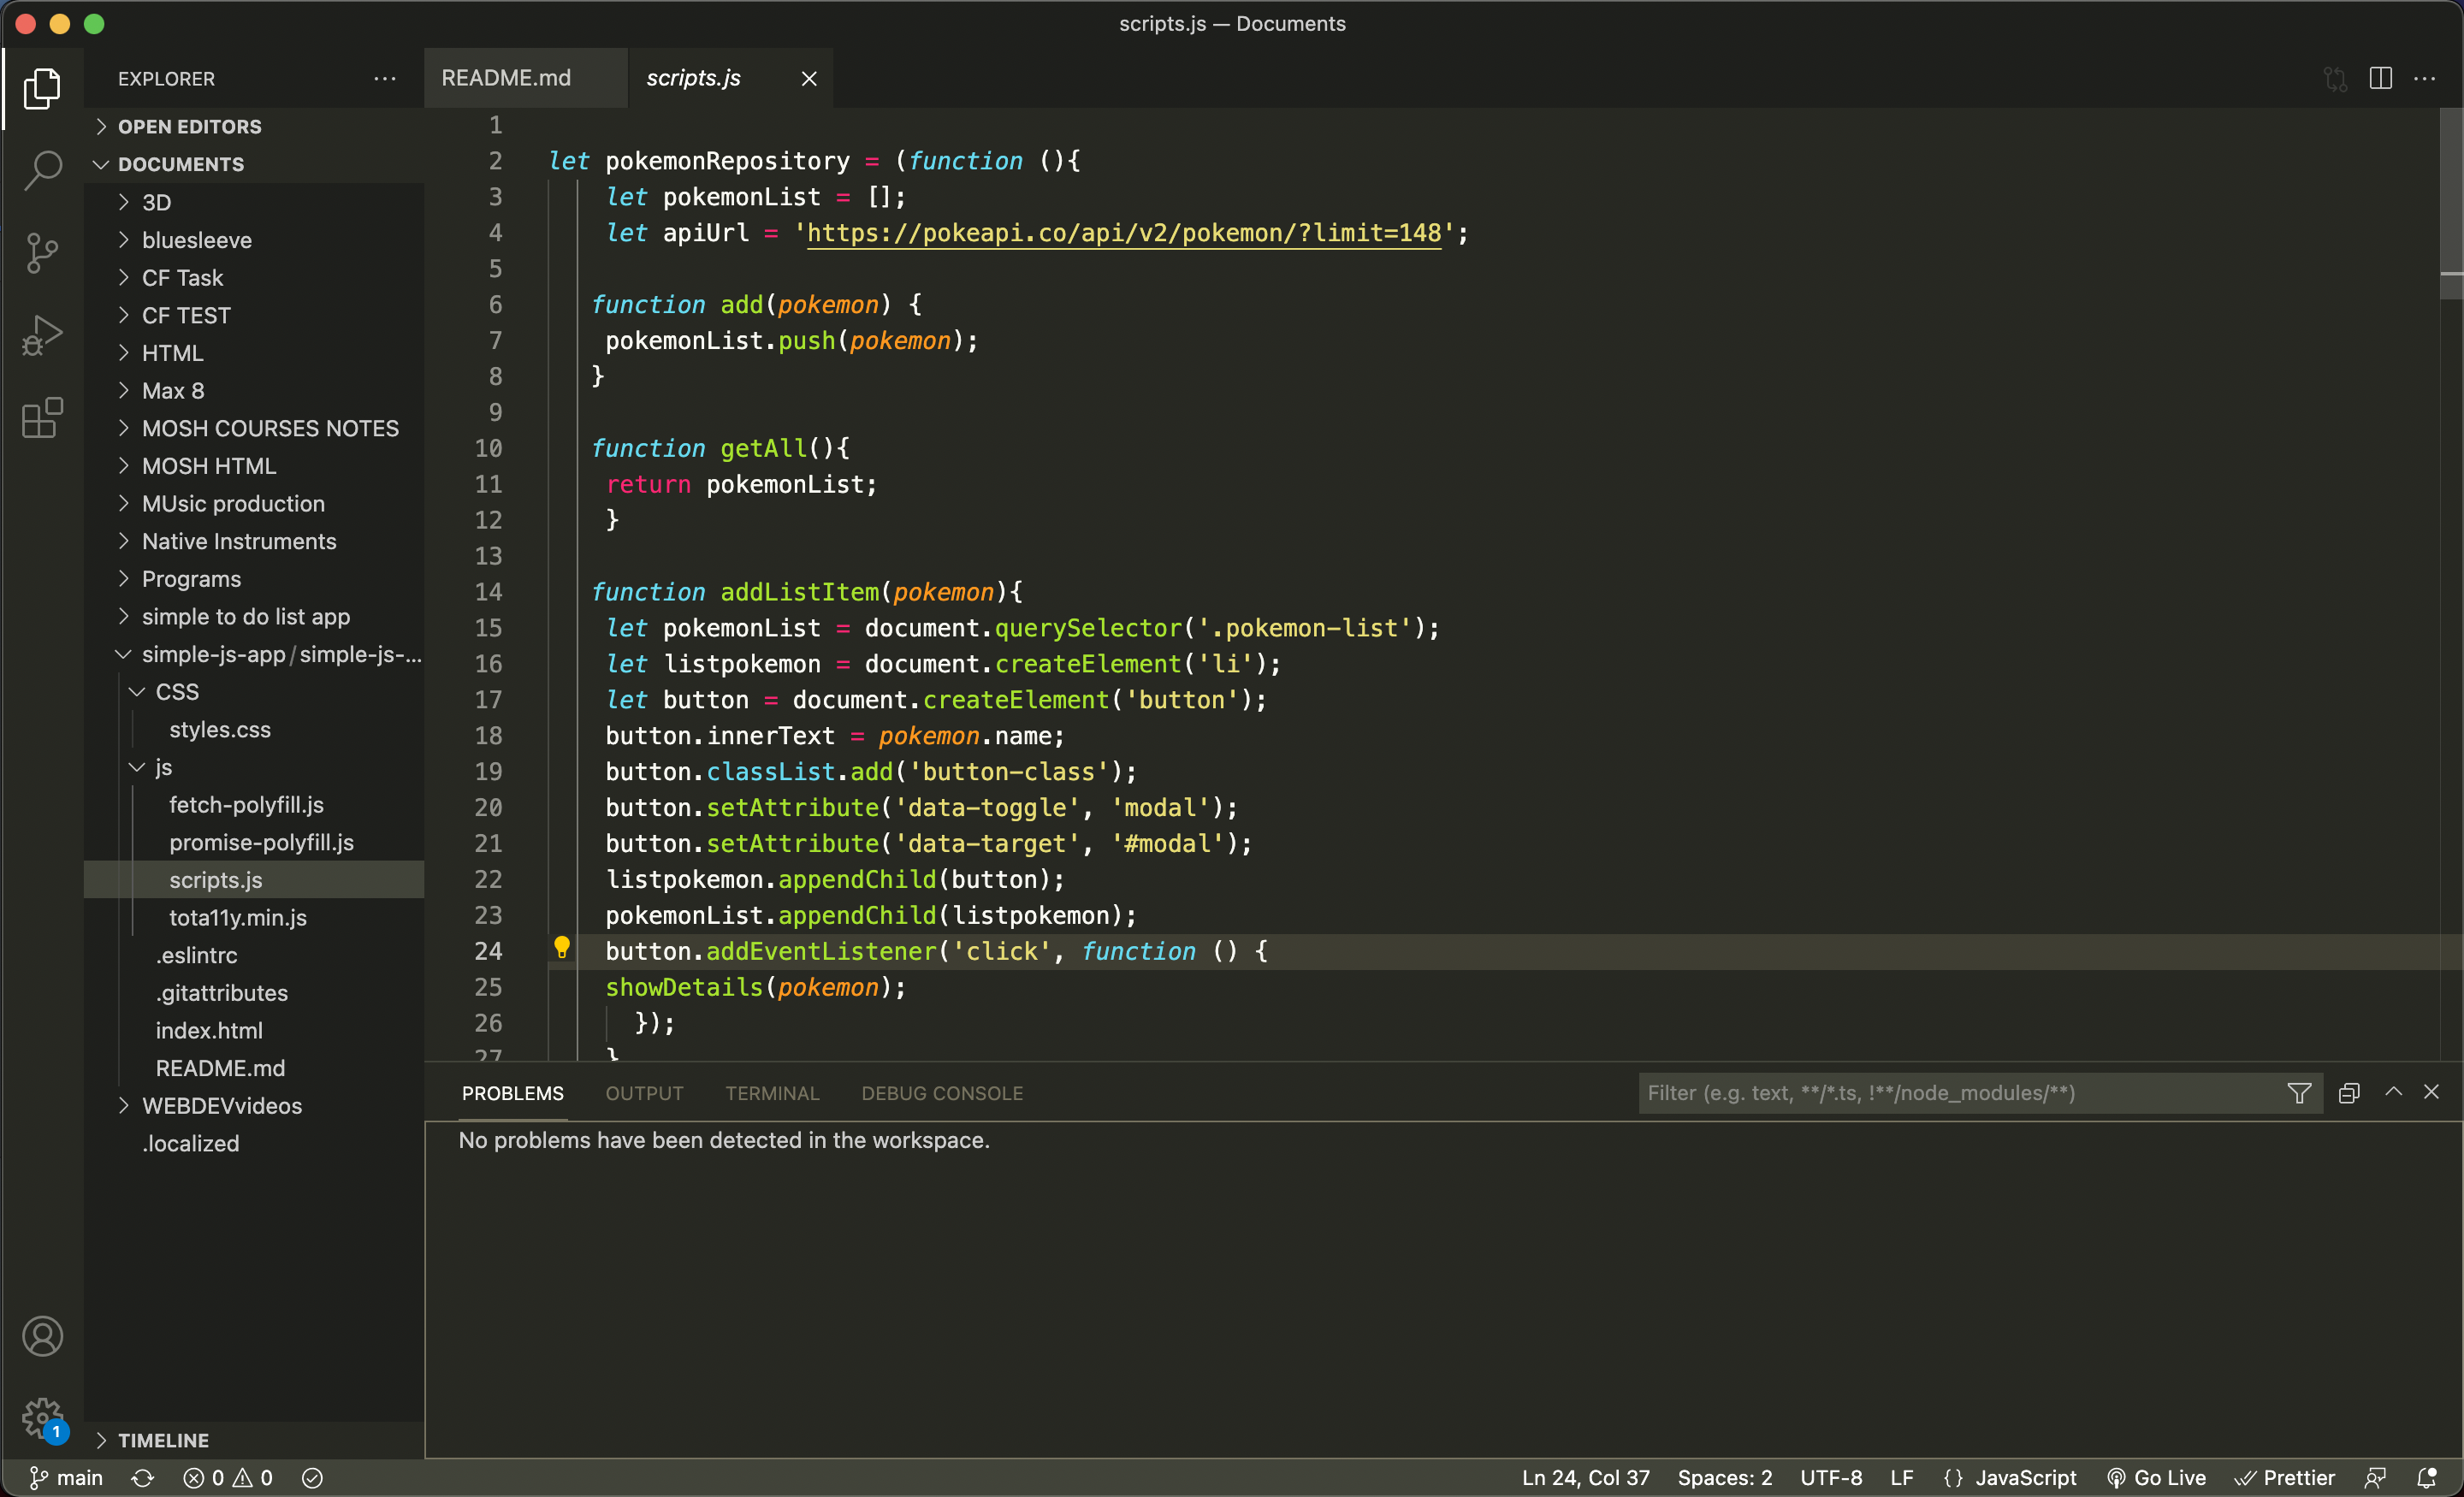 scripts.js — Documents
EXPLORER
README.md
scripts.js
OPEN EDITORS
DOCUMENTS
3D
bluesleeve
CF Task
CF TEST
HTML
Max 8
MOSH COURSES NOTES
MOSH HTML
MUsic production
Native Instruments
Programs
simple to do list app
simple-js-app / simple-js-...
CSS
styles.css
js
fetch-polyfill.js
promise-polyfill.js
scripts.js
tota11y.min.js
.eslintrc
.gitattributes
index.html
README.md
WEBDEVvideos
.localized
TIMELINE
1
1
2 let pokemonRepository = (function (){
3 let pokemonList = [];
4 let apiUrl = 'https://pokeapi.co/api/v2/pokemon/?limit=148';
5
6 function add(pokemon) {
7 pokemonList.push(pokemon);
8 }
9
10 function getAll(){
11 return pokemonList;
12 }
13
14 function addListItem(pokemon){
15 let pokemonList = document.querySelector('.pokemon-list');
16 let listpokemon = document.createElement('li');
17 let button = document.createElement('button');
18 button.innerText = pokemon.name;
19 button.classList.add('button-class');
20 button.setAttribute('data-toggle', 'modal');
21 button.setAttribute('data-target', '#modal');
22 listpokemon.appendChild(button);
23 pokemonList.appendChild(listpokemon);
24 button.addEventListener('click', function () {
25 showDetails(pokemon);
26 });
27 }
PROBLEMS OUTPUT TERMINAL DEBUG CONSOLE
Filter (e.g. text, **/*.ts, !**/node_modules/**)
No problems have been detected in the workspace.
main 0 0
Ln 24, Col 37 Spaces: 2 UTF-8 LF {} JavaScript Go Live Prettier